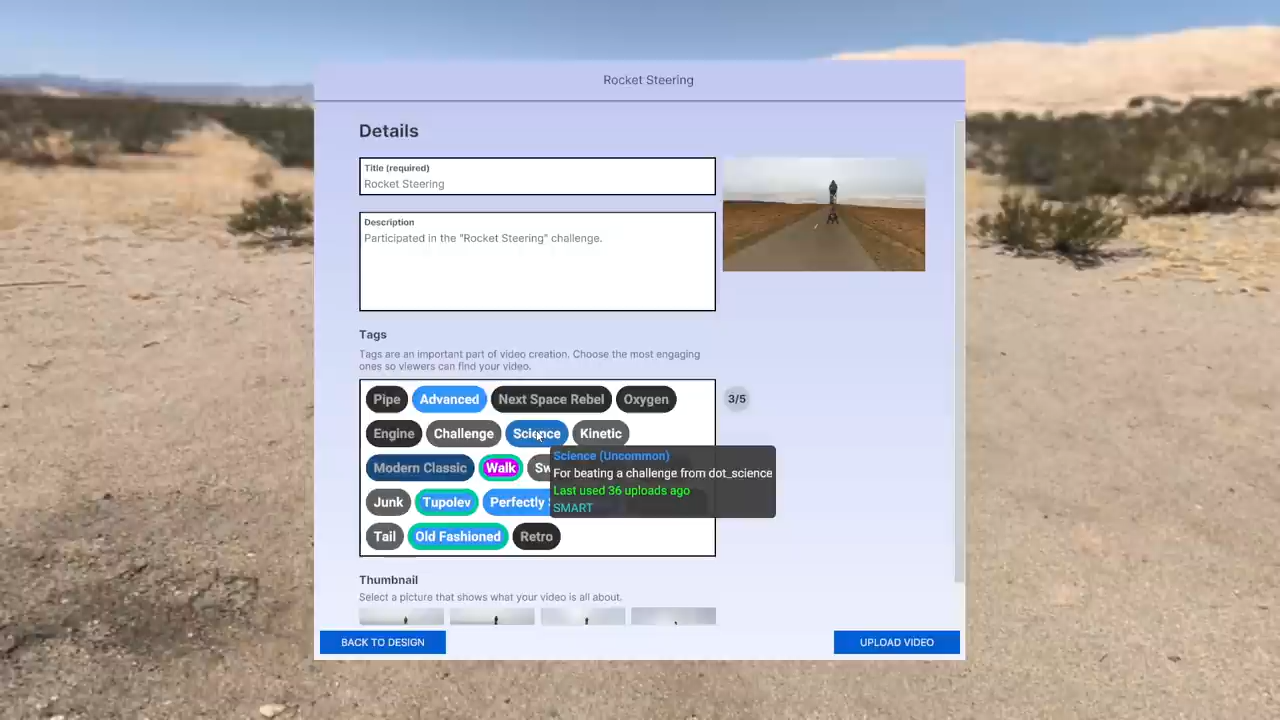 Rocket Steering
Details
Title (required)
Rocket Steering
Description
Participated in the "Rocket Steering" challenge.
Tags
Tags are an important part of video creation. Choose the most engaging
ones so viewers can find your video.
Pipe Advanced Next Space Rebel Oxygen 3/5
Engine Challenge Science Kinetic
Science (Uncommon)
For beating a challenge from dot_science
Last used 36 uploads ago
SMART
Modern Classic Walk Sw
Junk Tupolev Perfectly
Tail Old Fashioned Retro
Thumbnail
Select a picture that shows what your video is all about.
BACK TO DESIGN UPLOAD VIDEO